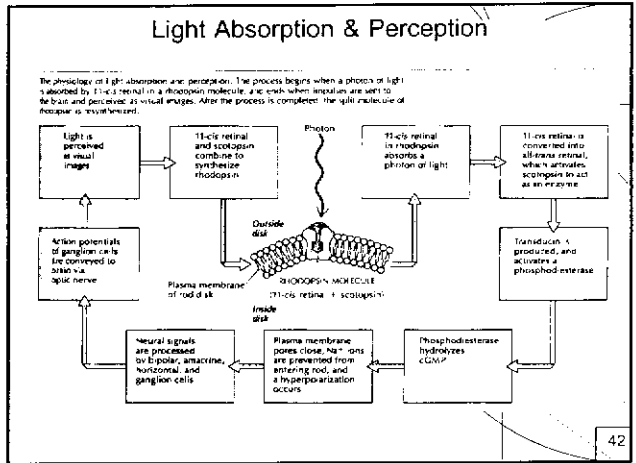 Light Absorption & Perception
The physiology of light absorption and perception. The process begins when a photon of light
is absorbed by 11-cis retinal in a rhodopsin molecule, and ends when impulses are sent to
the brain and perceived as visual images. After the process is completed, the split molecule of
rhodopsin is resynthesized.
Light is
perceived
as visual
images
11-cis retinal
and scotopsin
combine to
synthesize
rhodopsin
Photon
11-cis retinal
in rhodopsin
absorbs a
photon of light
11-cis retinal is
converted into
all-trans retinal,
which activates
scotopsin to act
as an enzyme
Outside
disk
Action potentials
of ganglion cells
are conveyed to
brain via
optic nerve
Plasma membrane
of rod disk
RHODOPSIN MOLECULE
(11-cis retinal + scotopsin)
Transducin is
produced, and
activates a
phosphodiesterase
Inside
disk
Neural signals
are processed
by bipolar, amacrine,
horizontal, and
ganglion cells
Plasma membrane
pores close, Na+ ions
are prevented from
entering rod, and
a hyperpolarization
occurs
Phosphodiesterase
hydrolyzes
cGMP
42